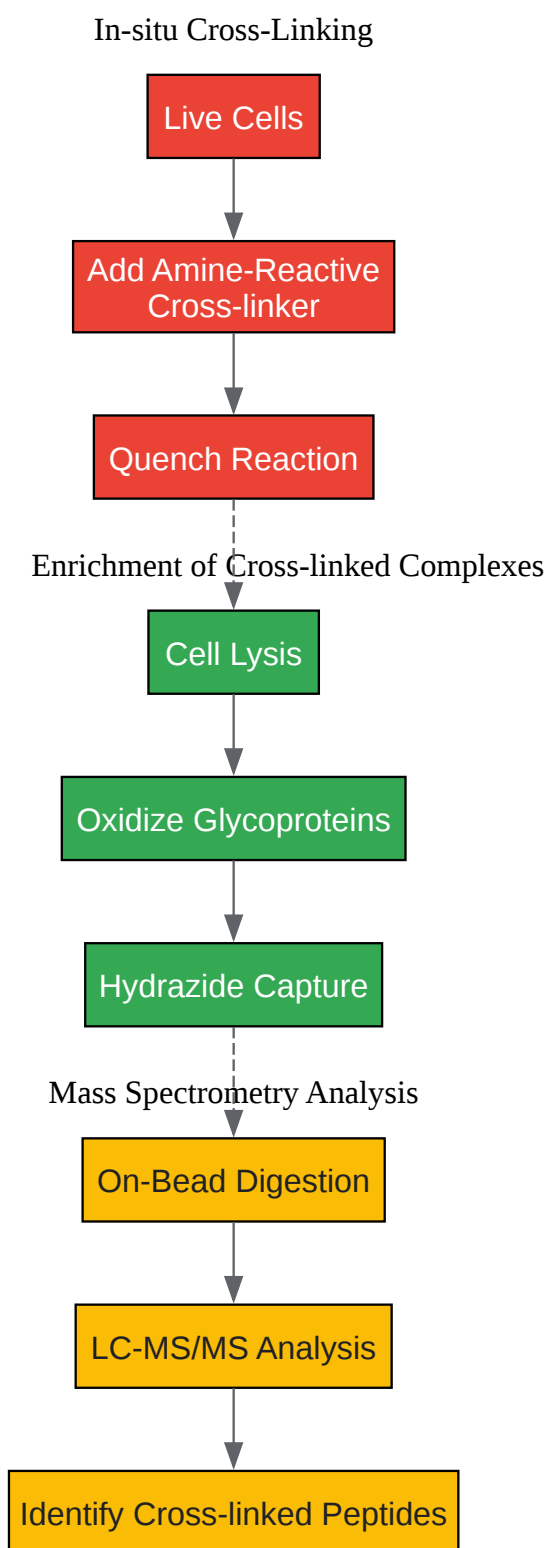 In-situ Cross-Linking
Live Cells
Add Amine-Reactive
Cross-linker
Quench Reaction
Enrichment of Cross-linked Complexes
Cell Lysis
Oxidize Glycoproteins
Hydrazide Capture
Mass Spectrometry Analysis
On-Bead Digestion
LC-MS/MS Analysis
Identify Cross-linked Peptides